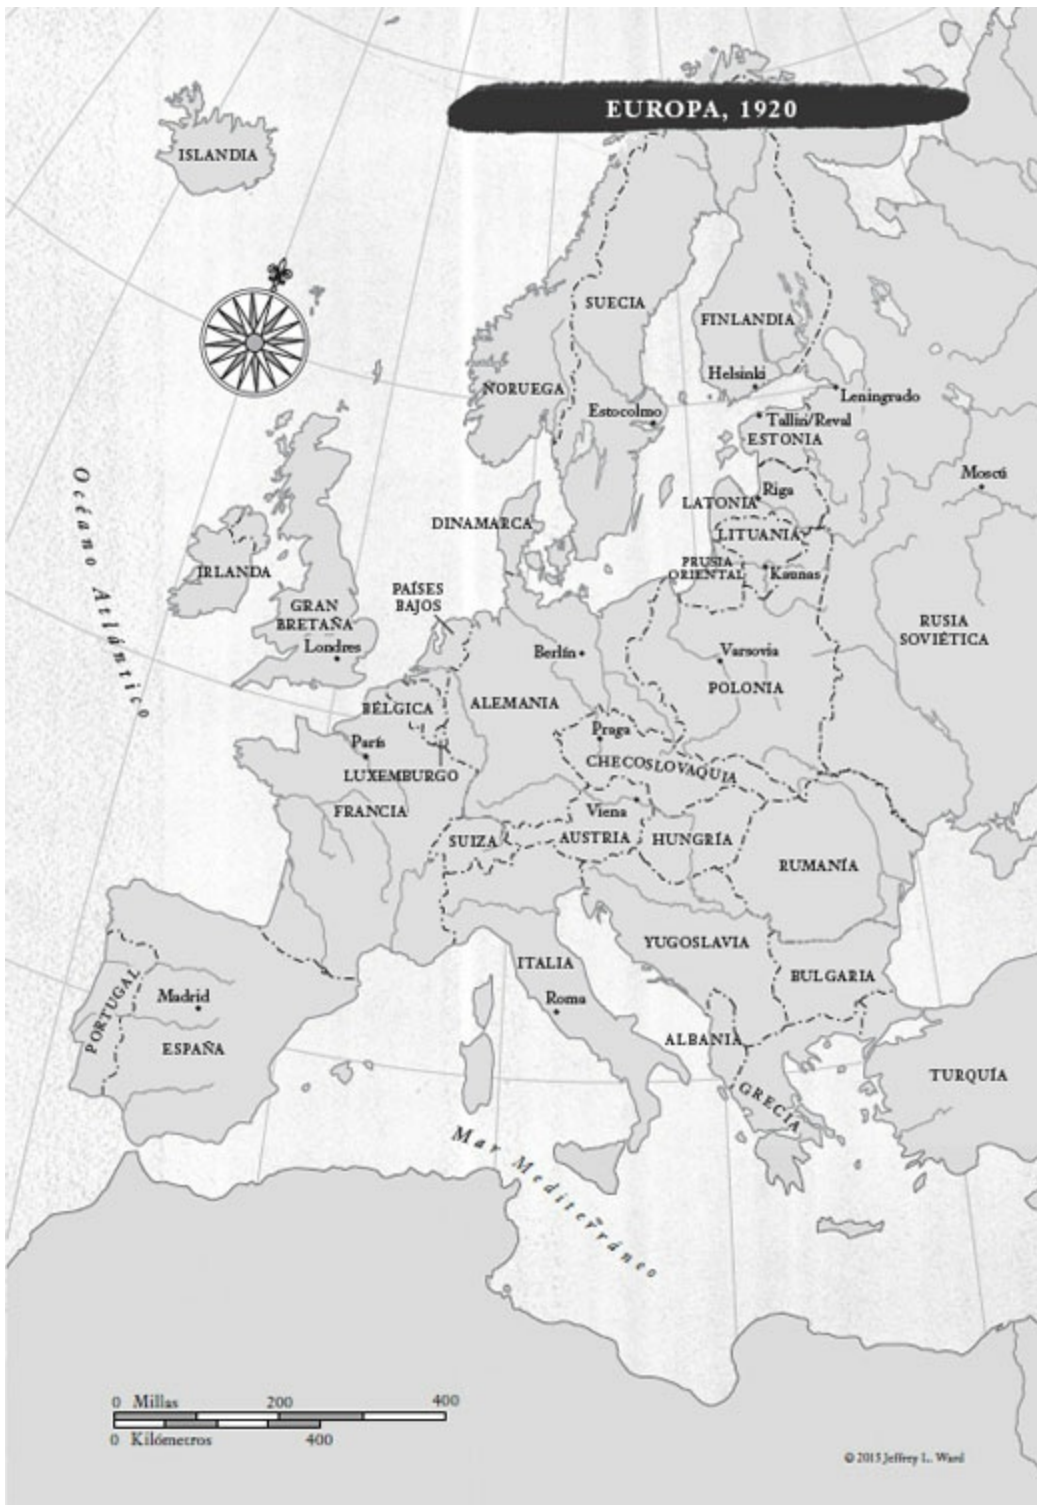 EUROPA, 1920
ISLANDIA
SUECIA
FINLANDIA
NORUEGA
Helsinki
Leningrado
Estocolmo
Tallin/Reval
ESTONIA
Moscú
Océano Atlántico
LATONIA
Riga
DINAMARCA
LITUANIA
PRUSIA
ORIENTAL
Kaunas
IRLANDA
PAÍSES
BAJOS
GRAN
BRETAÑA
Londres
RUSIA
SOVIÉTICA
Berlín
Varsovia
POLONIA
BÉLGICA
ALEMANIA
París
Praga
CHECOSLOVAQUIA
LUXEMBURGO
FRANCIA
Viena
SUIZA
AUSTRIA
HUNGRÍA
RUMANÍA
YUGOSLAVIA
ITALIA
BULGARIA
PORTUGAL
Madrid
Roma
ESPAÑA
ALBANIA
TURQUÍA
GRECIA
Mar Mediterráneo
0 Millas 200 400
0 Kilómetros 400
© 2015 Jeffrey L. Ward